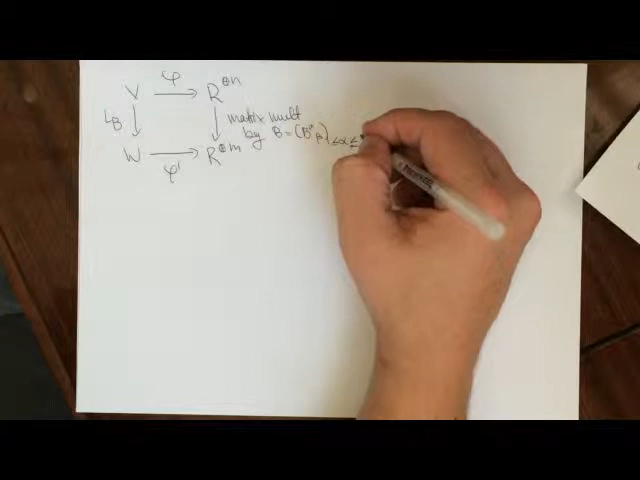 V φ R⊕n
L_B matrix mult
by B = (B^α_β) ≤α≤
W φ' R⊕m